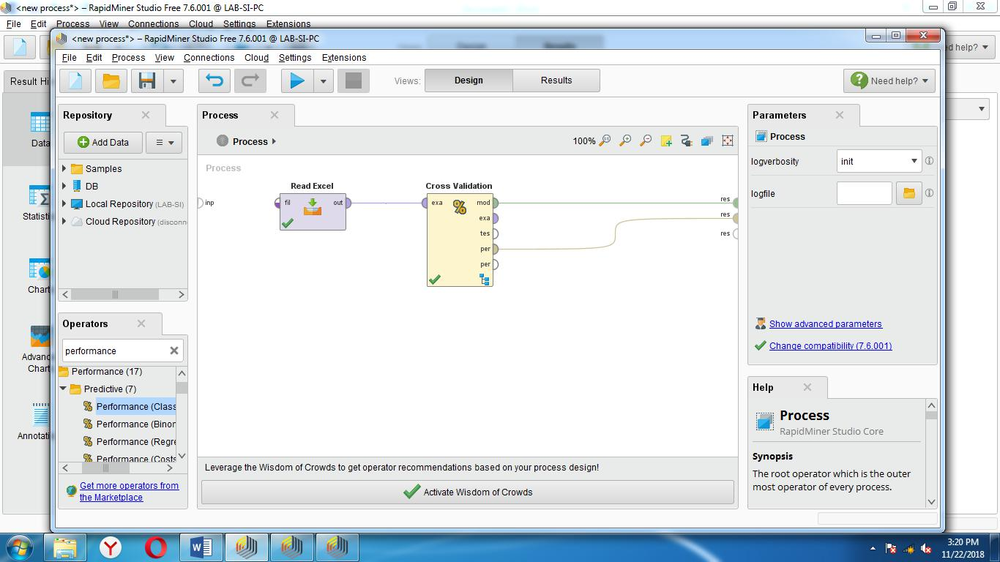 <new process*> – RapidMiner Studio Free 7.6.001 @ LAB-SI-PC
File Edit Process View Connections Cloud Settings Extensions
<new process*> – RapidMiner Studio Free 7.6.001 @ LAB-SI-PC
File Edit Process View Connections Cloud Settings Extensions
Views: Design Results
Need help?
ed help?
Result Hi
Data
Statisti
Chart
Advanc
Chart
Annotati
Repository
Add Data
Samples
DB
Local Repository (LAB-SI)
Cloud Repository (disconn
Operators
performance
Performance (17)
Predictive (7)
Performance (Class
Performance (Binon
Performance (Regre
Performance (Costs
Get more operators from
the Marketplace
Process
Process
100%
Process
inp
Read Excel
fil out
Cross Validation
exa mod
exa
tes
per
per
res
res
res
Leverage the Wisdom of Crowds to get operator recommendations based on your process design!
Activate Wisdom of Crowds
Parameters
Process
logverbosity init
logfile
Show advanced parameters
Change compatibility (7.6.001)
Help
Process
RapidMiner Studio Core
Synopsis
The root operator which is the outer
most operator of every process.
3:20 PM
11/22/2018